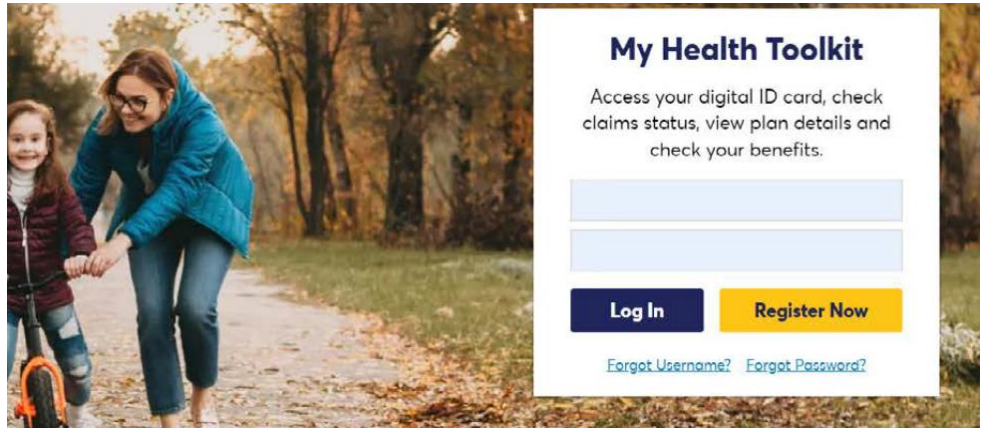 My Health Toolkit
Access your digital ID card, check
claims status, view plan details and
check your benefits.
Log In
Register Now
Forgot Username?
Forgot Password?